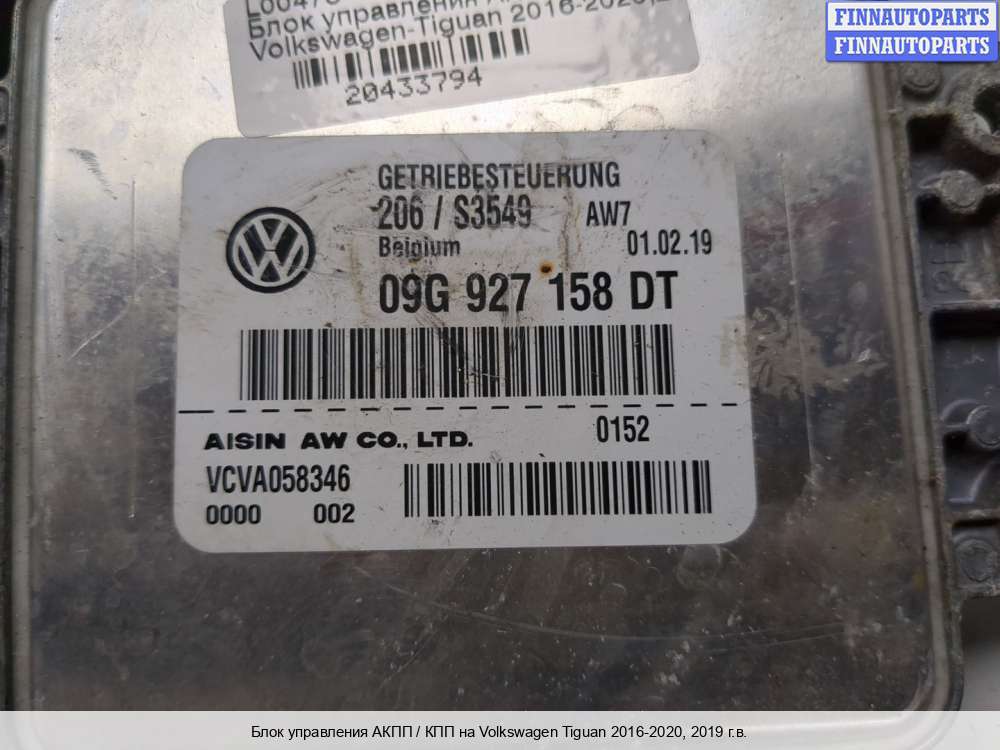 Блок управления
Volkswagen-Tiguan 2016-2020,
20433794
FINNAUTOPARTS
FINNAUTOPARTS
GETRIEBESTEUERUNG
206 / S3549 AW7
Belgium 01.02.19
09G 927 158 DT
AISIN AW CO., LTD. 0152
VCVA058346
0000 002
Блок управления АКПП / КПП на Volkswagen Tiguan 2016-2020, 2019 г.в.